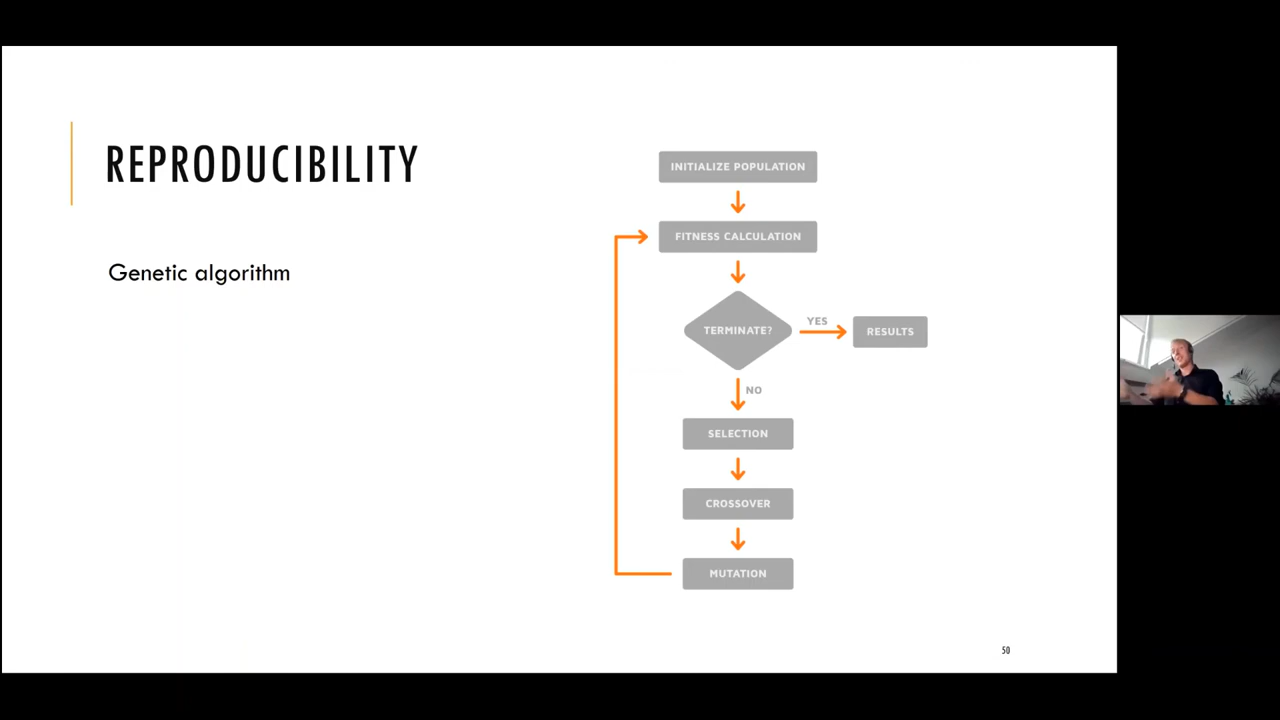 REPRODUCIBILITY
Genetic algorithm
INITIALIZE POPULATION
FITNESS CALCULATION
TERMINATE?
YES
RESULTS
NO
SELECTION
CROSSOVER
MUTATION
50